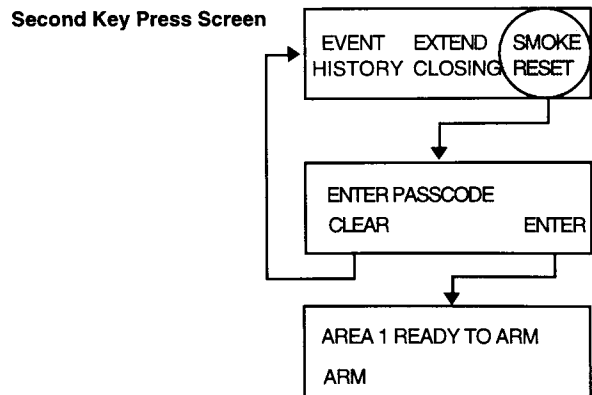 Second Key Press Screen
EVENT EXTEND SMOKE
HISTORY CLOSING RESET
ENTER PASSCODE
CLEAR ENTER
AREA 1 READY TO ARM
ARM